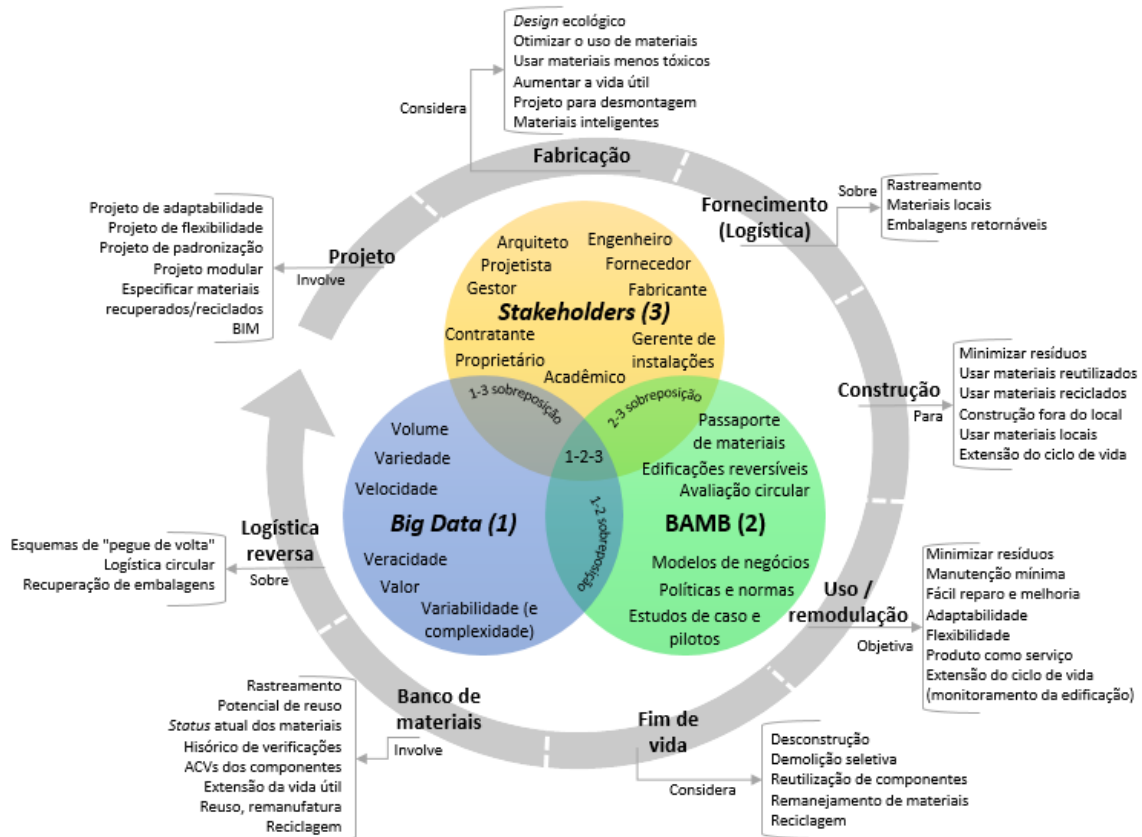 Design ecológico
Otimizar o uso de materiais
Usar materiais menos tóxicos
Aumentar a vida útil
Projeto para desmontagem
Materiais inteligentes
Considera
Fabricação
Fornecimento
(Logística)
Sobre
Rastreamento
Materiais locais
Embalagens retornáveis
Projeto de adaptabilidade
Projeto de flexibilidade
Projeto de padronização
Projeto modular
Especificar materiais
recuperados/reciclados
BIM
Projeto
Involve
Arquiteto
Engenheiro
Projetista
Fornecedor
Gestor
Fabricante
Stakeholders (3)
Contratante
Gerente de
instalações
Proprietário
Acadêmico
1-3 sobreposição
2-3 sobreposição
1-2-3
1-2 sobreposição
Volume
Variedade
Velocidade
Big Data (1)
Veracidade
Valor
Variabilidade (e
complexidade)
Passaporte
de materiais
Edificações reversíveis
Avaliação circular
BAMB (2)
Modelos de negócios
Políticas e normas
Estudos de caso e
pilotos
Construção
Para
Minimizar resíduos
Usar materiais reutilizados
Usar materiais reciclados
Construção fora do local
Usar materiais locais
Extensão do ciclo de vida
Uso /
remodulação
Objetiva
Minimizar resíduos
Manutenção mínima
Fácil reparo e melhoria
Adaptabilidade
Flexibilidade
Produto como serviço
Extensão do ciclo de vida
(monitoramento da edificação)
Fim de
vida
Considera
Desconstrução
Demolição seletiva
Reutilização de componentes
Remanejamento de materiais
Reciclagem
Banco de
materiais
Involve
Rastreamento
Potencial de reuso
Status atual dos materiais
Hisórico de verificações
ACVs dos componentes
Extensão da vida útil
Reuso, remanufatura
Reciclagem
Logística
reversa
Sobre
Esquemas de "pegue de volta"
Logística circular
Recuperação de embalagens